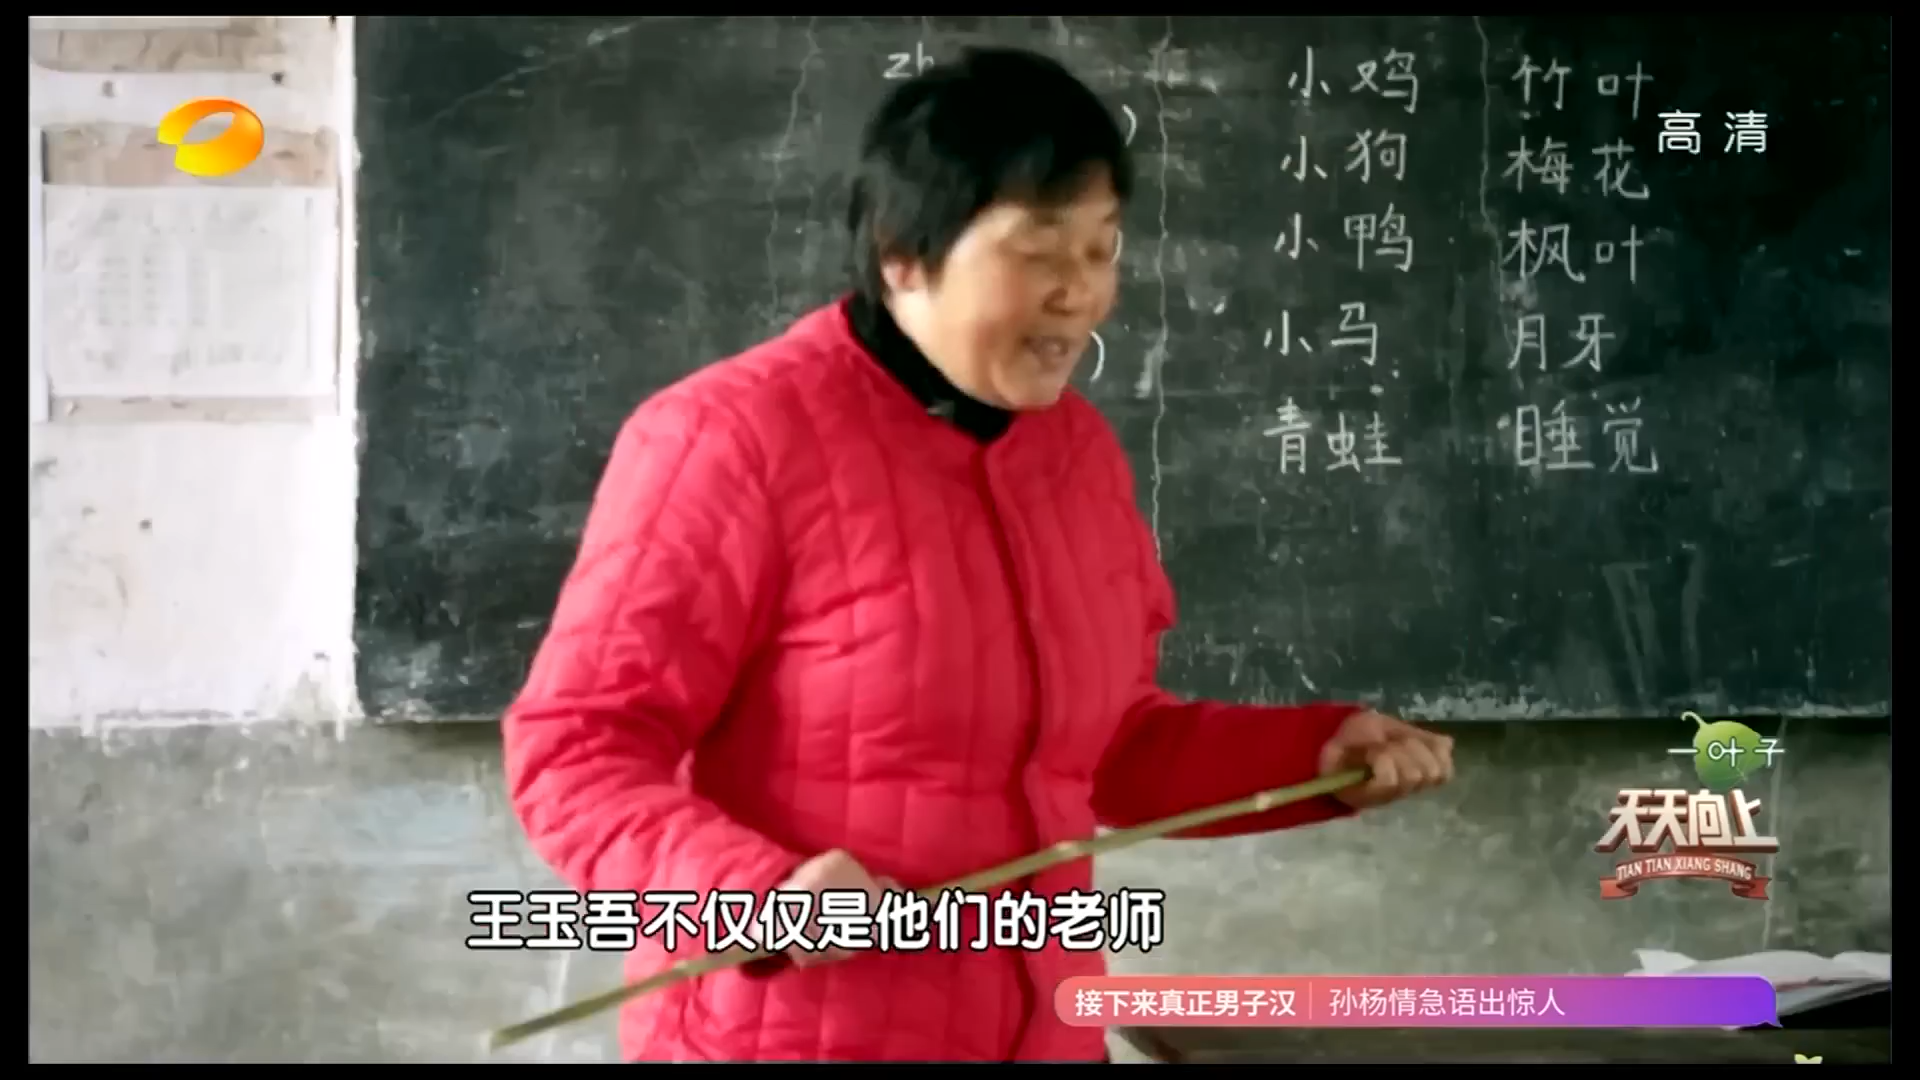 zh
小鸡 竹叶
高清
小狗 梅花
小鸭 枫叶
小马 月牙
青蛙 睡觉
一叶子
天天向上
TIAN TIAN XIANG SHANG
王玉吾不仅仅是他们的老师
接下来真正男子汉 孙杨情急语出惊人